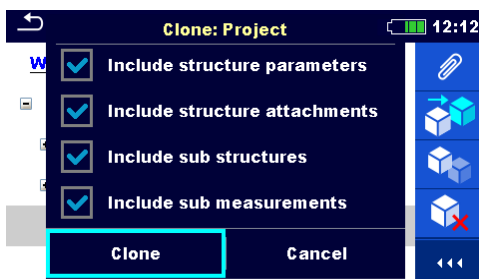 Clone: Project 12:12
W
Include structure parameters
Include structure attachments
Include sub structures
Include sub measurements
Clone Cancel